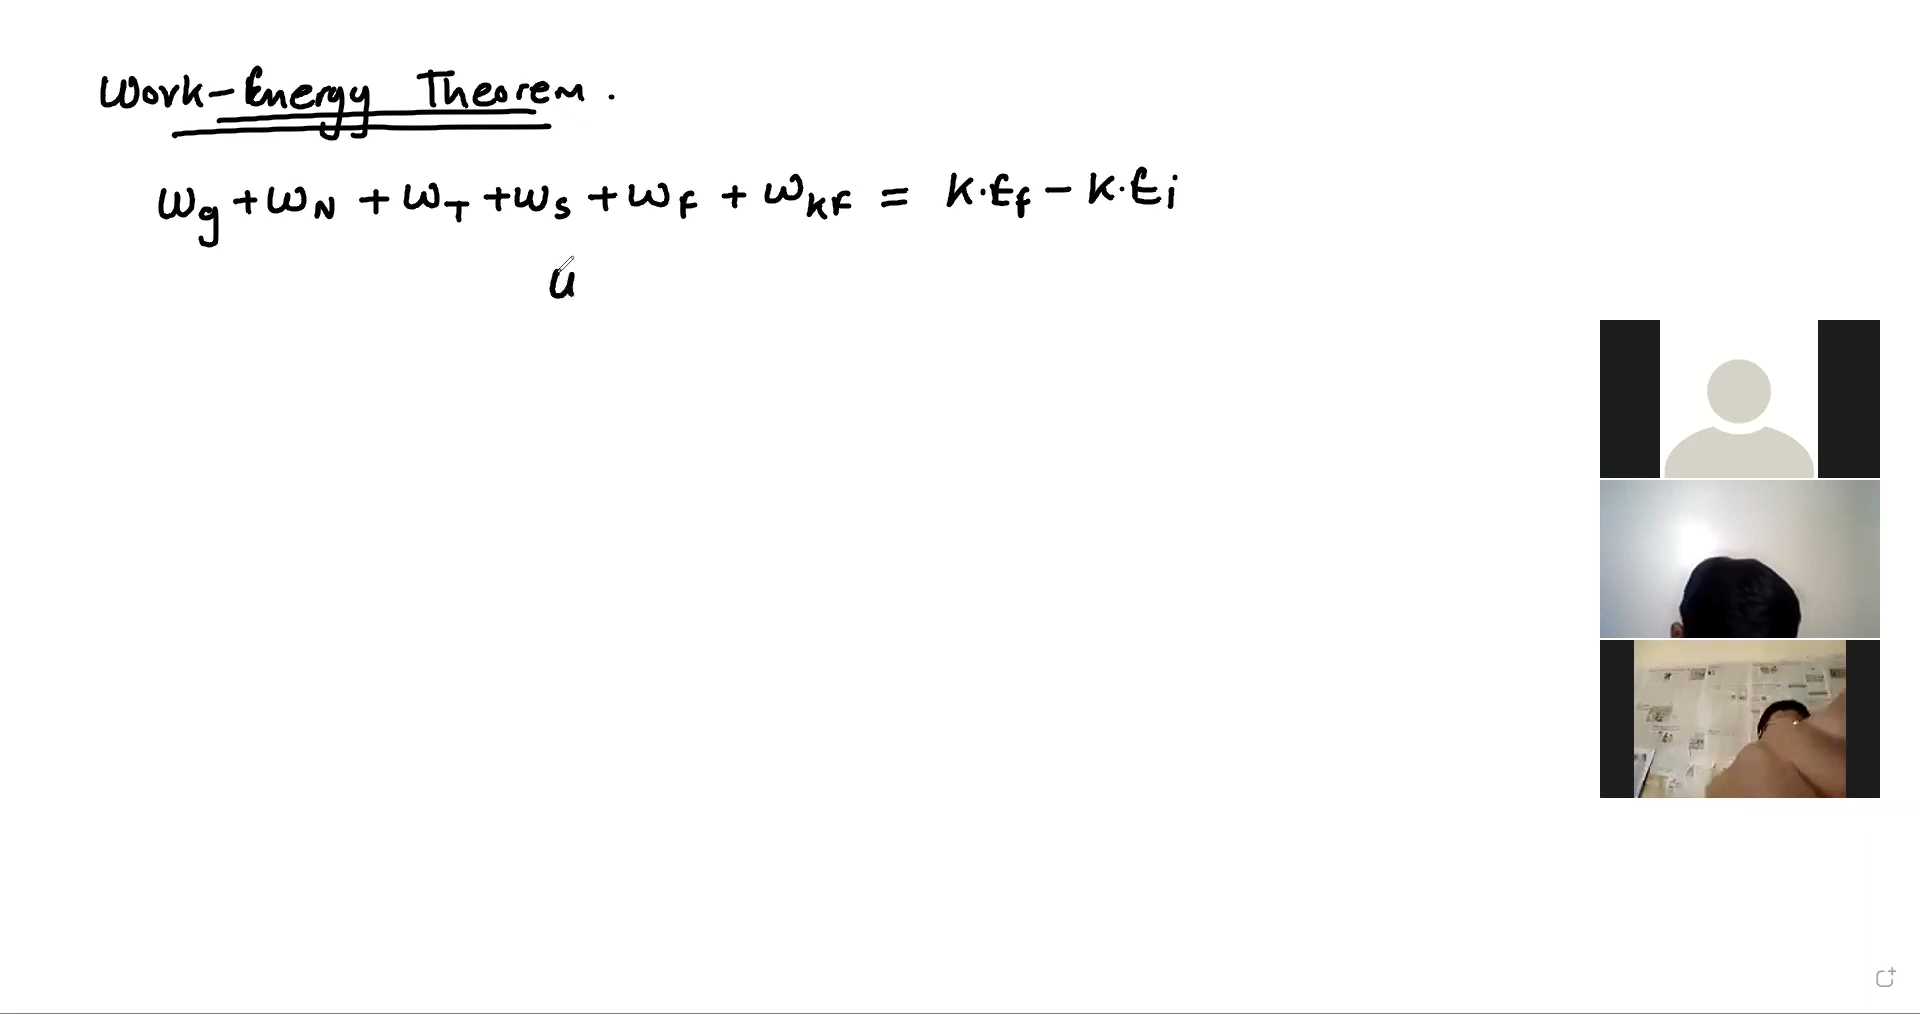 Work-Energy Theorem.
Wg + WN + WT + WS + WF + WKF = K.Ef - K.Ei
u